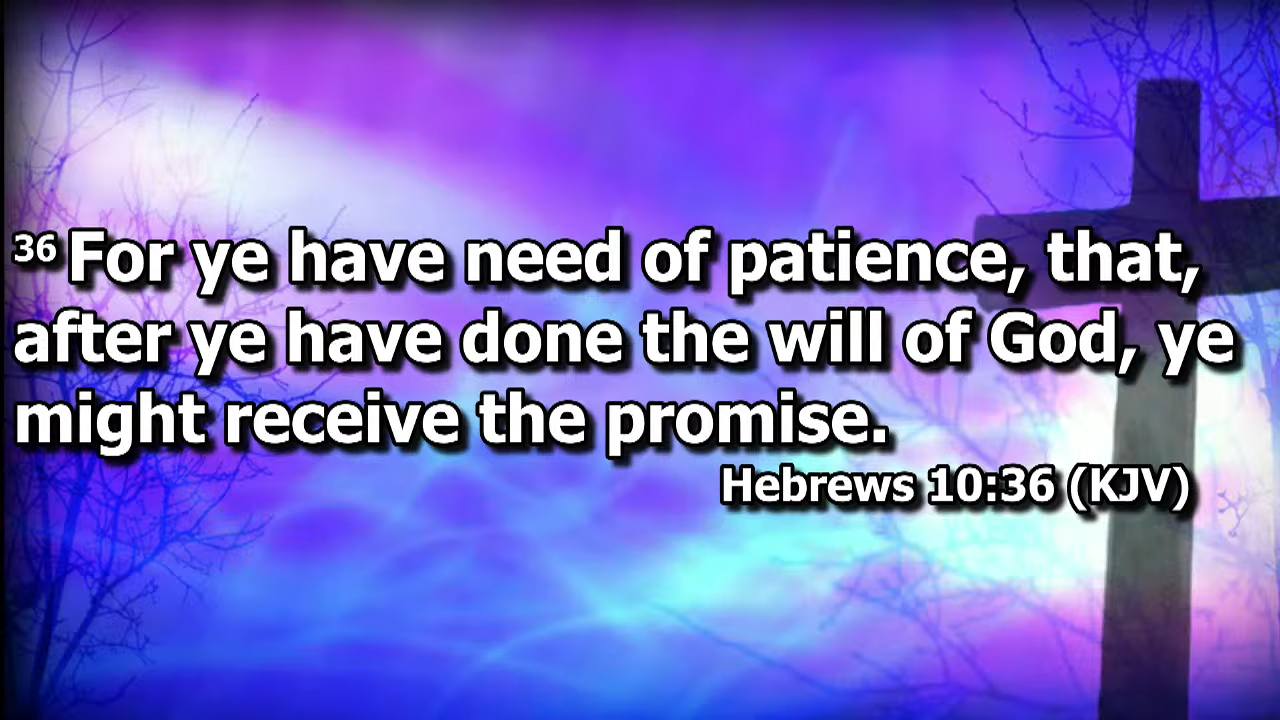 36 For ye have need of patience, that,
after ye have done the will of God, ye
might receive the promise.
Hebrews 10:36 (KJV)